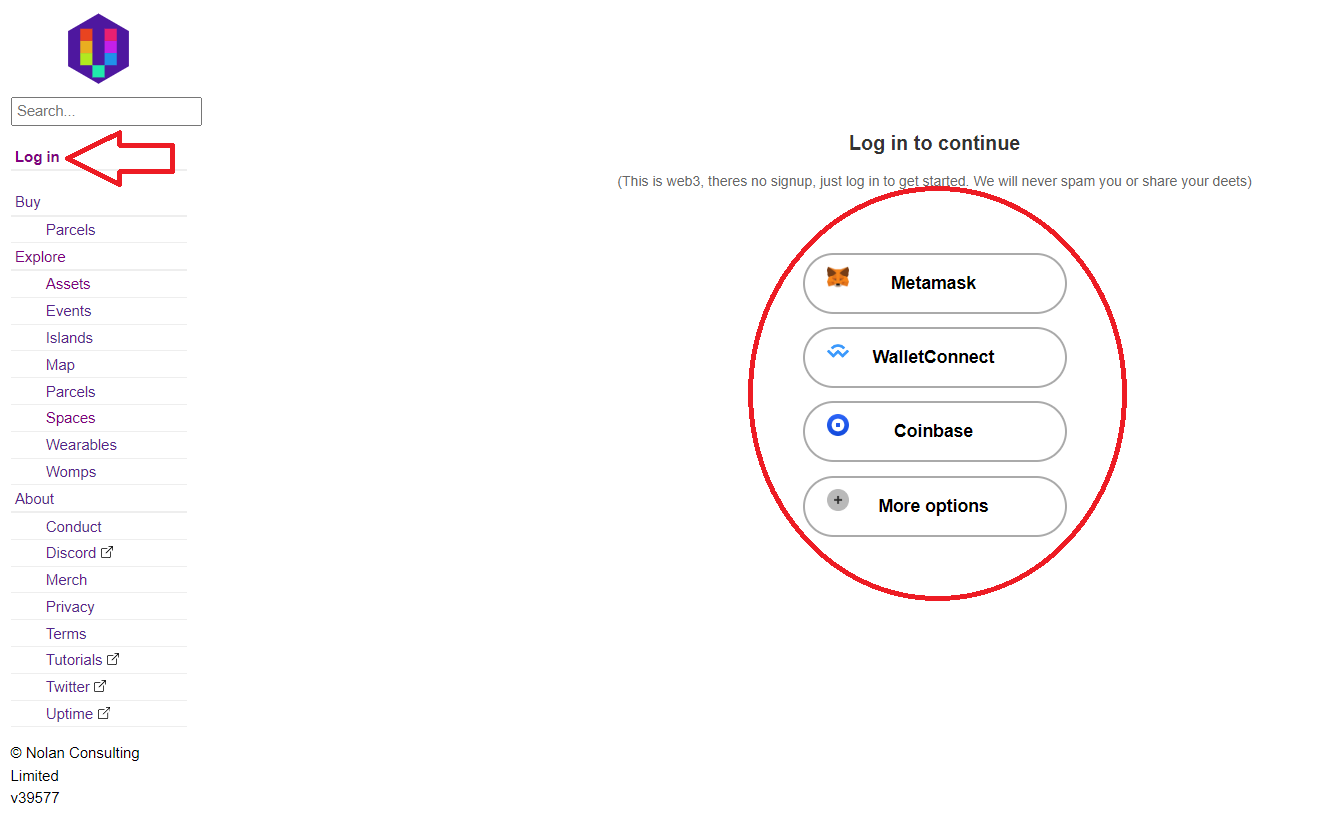 Search...
Log in
Buy
Parcels
Explore
Assets
Events
Islands
Map
Parcels
Spaces
Wearables
Womps
About
Conduct
Discord
Merch
Privacy
Terms
Tutorials
Twitter
Uptime
© Nolan Consulting
Limited
v39577
Log in to continue
(This is web3, theres no signup, just log in to get started. We will never spam you or share your deets)
Metamask
WalletConnect
Coinbase
More options